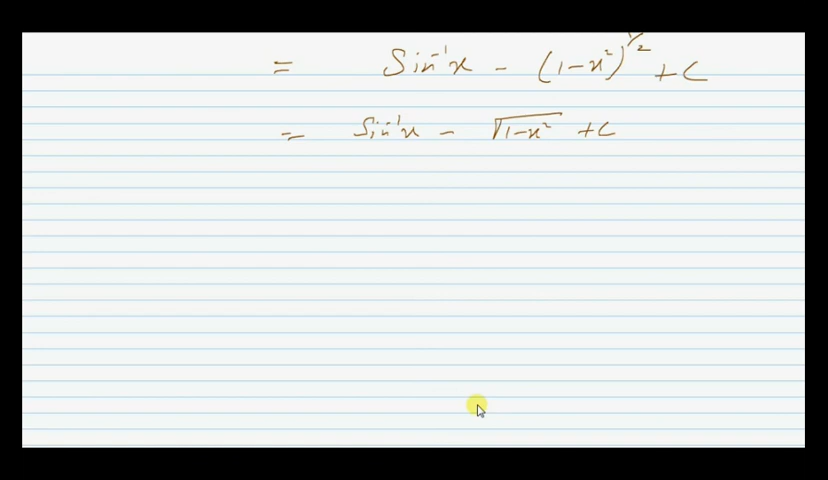 = Sin⁻¹x - (1-x²)^1/2 + C
= Sin⁻¹x - √1-x² + C